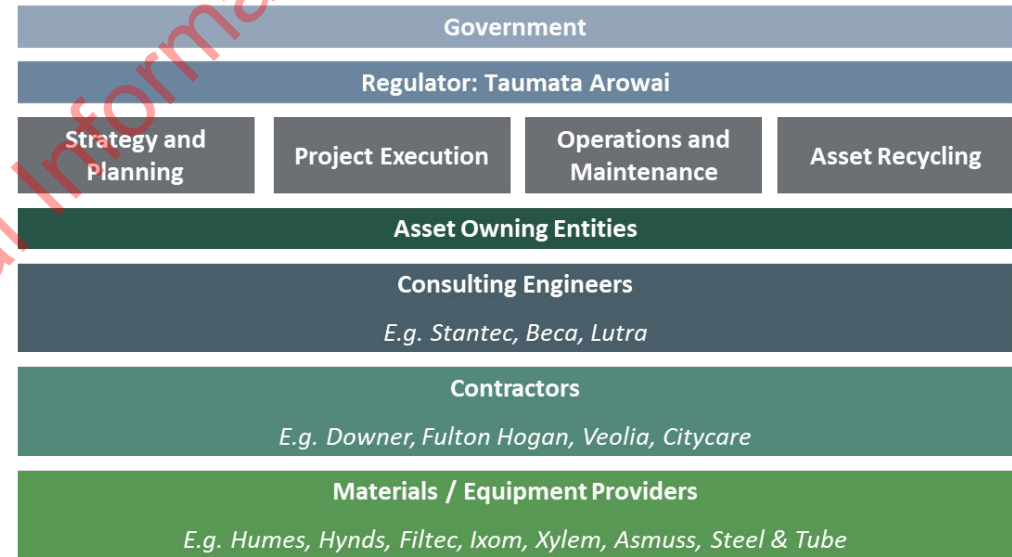 Government
Regulator: Taumata Arowai
Strategy and
Planning
Project Execution
Operations and
Maintenance
Asset Recycling
Asset Owning Entities
Consulting Engineers
E.g. Stantec, Beca, Lutra
Contractors
E.g. Downer, Fulton Hogan, Veolia, Citycare
Materials / Equipment Providers
E.g. Humes, Hynds, Filtec, Ixom, Xylem, Asmuss, Steel & Tube